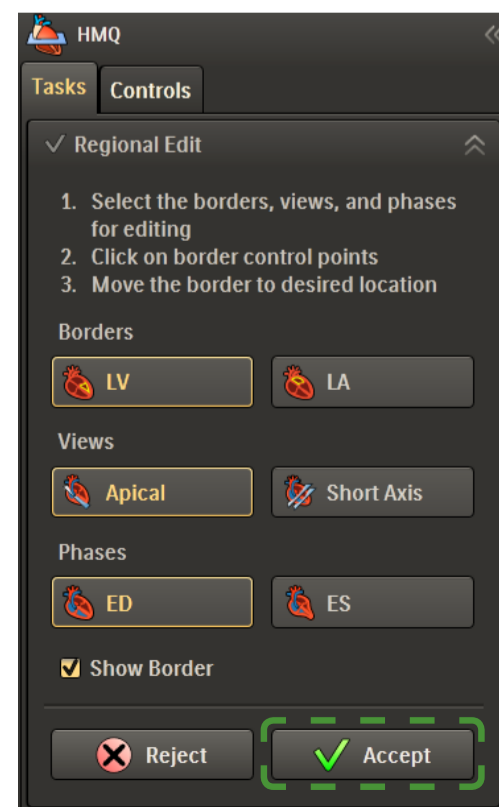 HMQ
Tasks Controls
Regional Edit
1. Select the borders, views, and phases
for editing
2. Click on border control points
3. Move the border to desired location
Borders
LV LA
Views
Apical Short Axis
Phases
ED ES
Show Border
Reject Accept